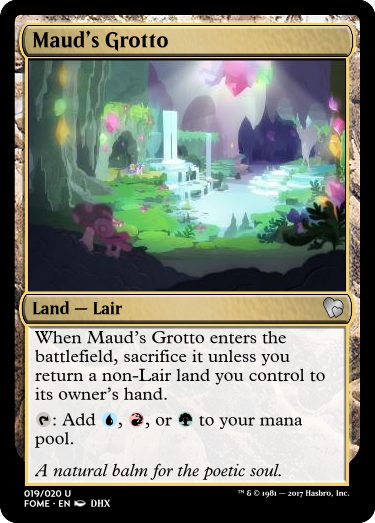 Maud's Grotto
Land — Lair
When Maud's Grotto enters the
battlefield, sacrifice it unless you
return a non-Lair land you control to
its owner's hand.
: Add , , or to your mana
pool.
A natural balm for the poetic soul.
019/020 U
FOME • EN DHX
™ & © 1981 — 2017 Hasbro, Inc.